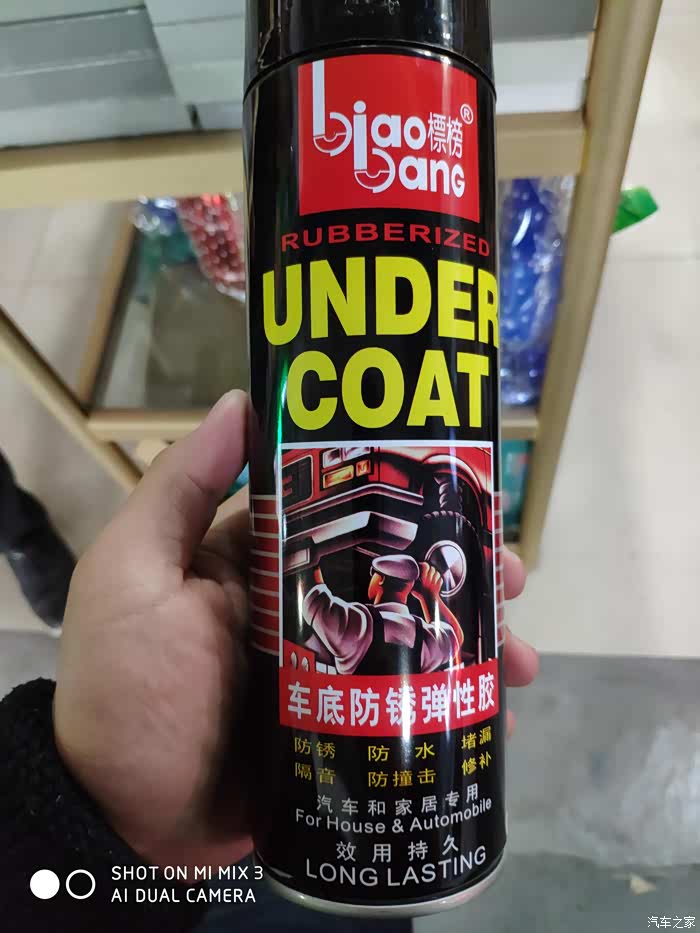 biao 標榜®
bang
RUBBERIZED
UNDER
COAT
车底防锈弹性胶
防锈 防水 堵漏
隔音 防撞击 修补
汽车和家居专用
For House & Automobile
效用持久
LONG LASTING
SHOT ON MI MIX 3
AI DUAL CAMERA
汽车之家